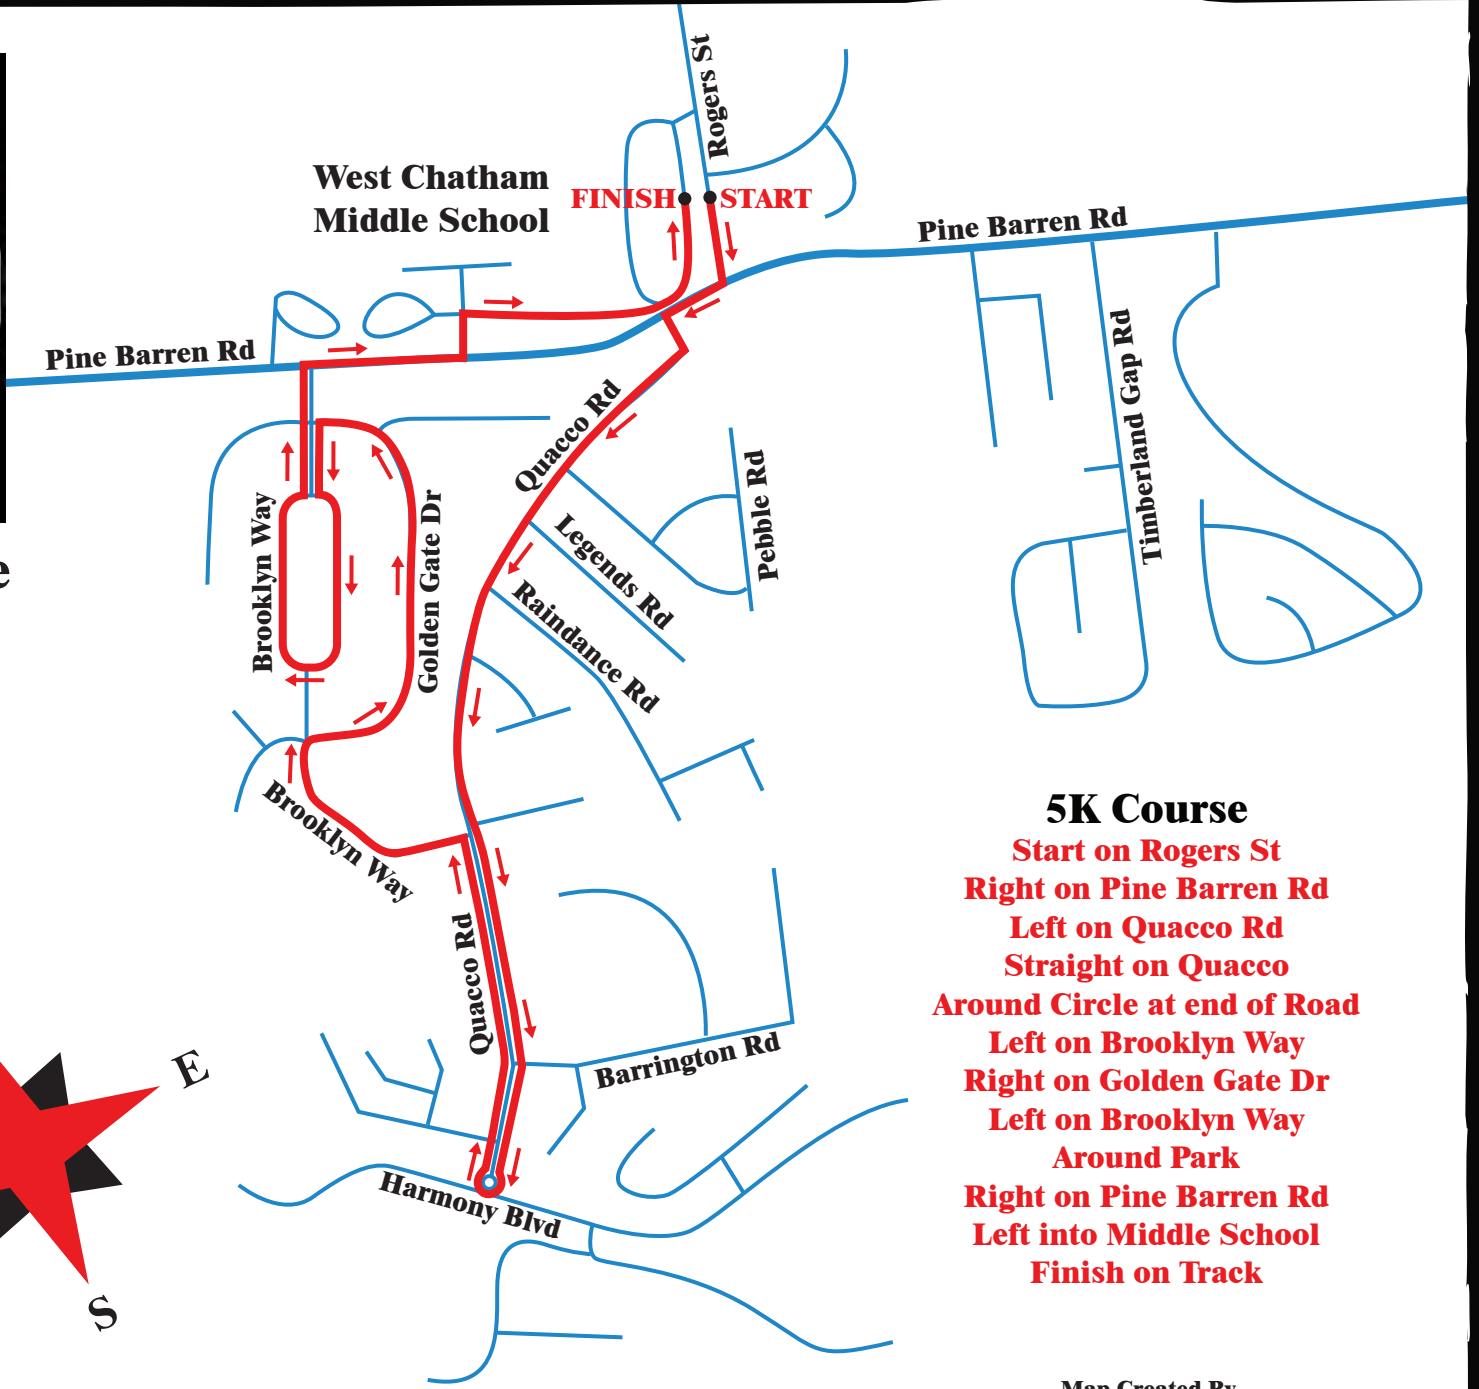 Rogers St
West Chatham
Middle School
FINISH
START
Pine Barren Rd
Pine Barren Rd
Quacco Rd
Timberland Gap Rd
Pebble Rd
Legends Rd
Brooklyn Way
Golden Gate Dr
Raindance Rd
e
Brooklyn Way
Quacco Rd
Barrington Rd
Harmony Blvd
E
S
5K Course
Start on Rogers St
Right on Pine Barren Rd
Left on Quacco Rd
Straight on Quacco
Around Circle at end of Road
Left on Brooklyn Way
Right on Golden Gate Dr
Left on Brooklyn Way
Around Park
Right on Pine Barren Rd
Left into Middle School
Finish on Track
Map Created By